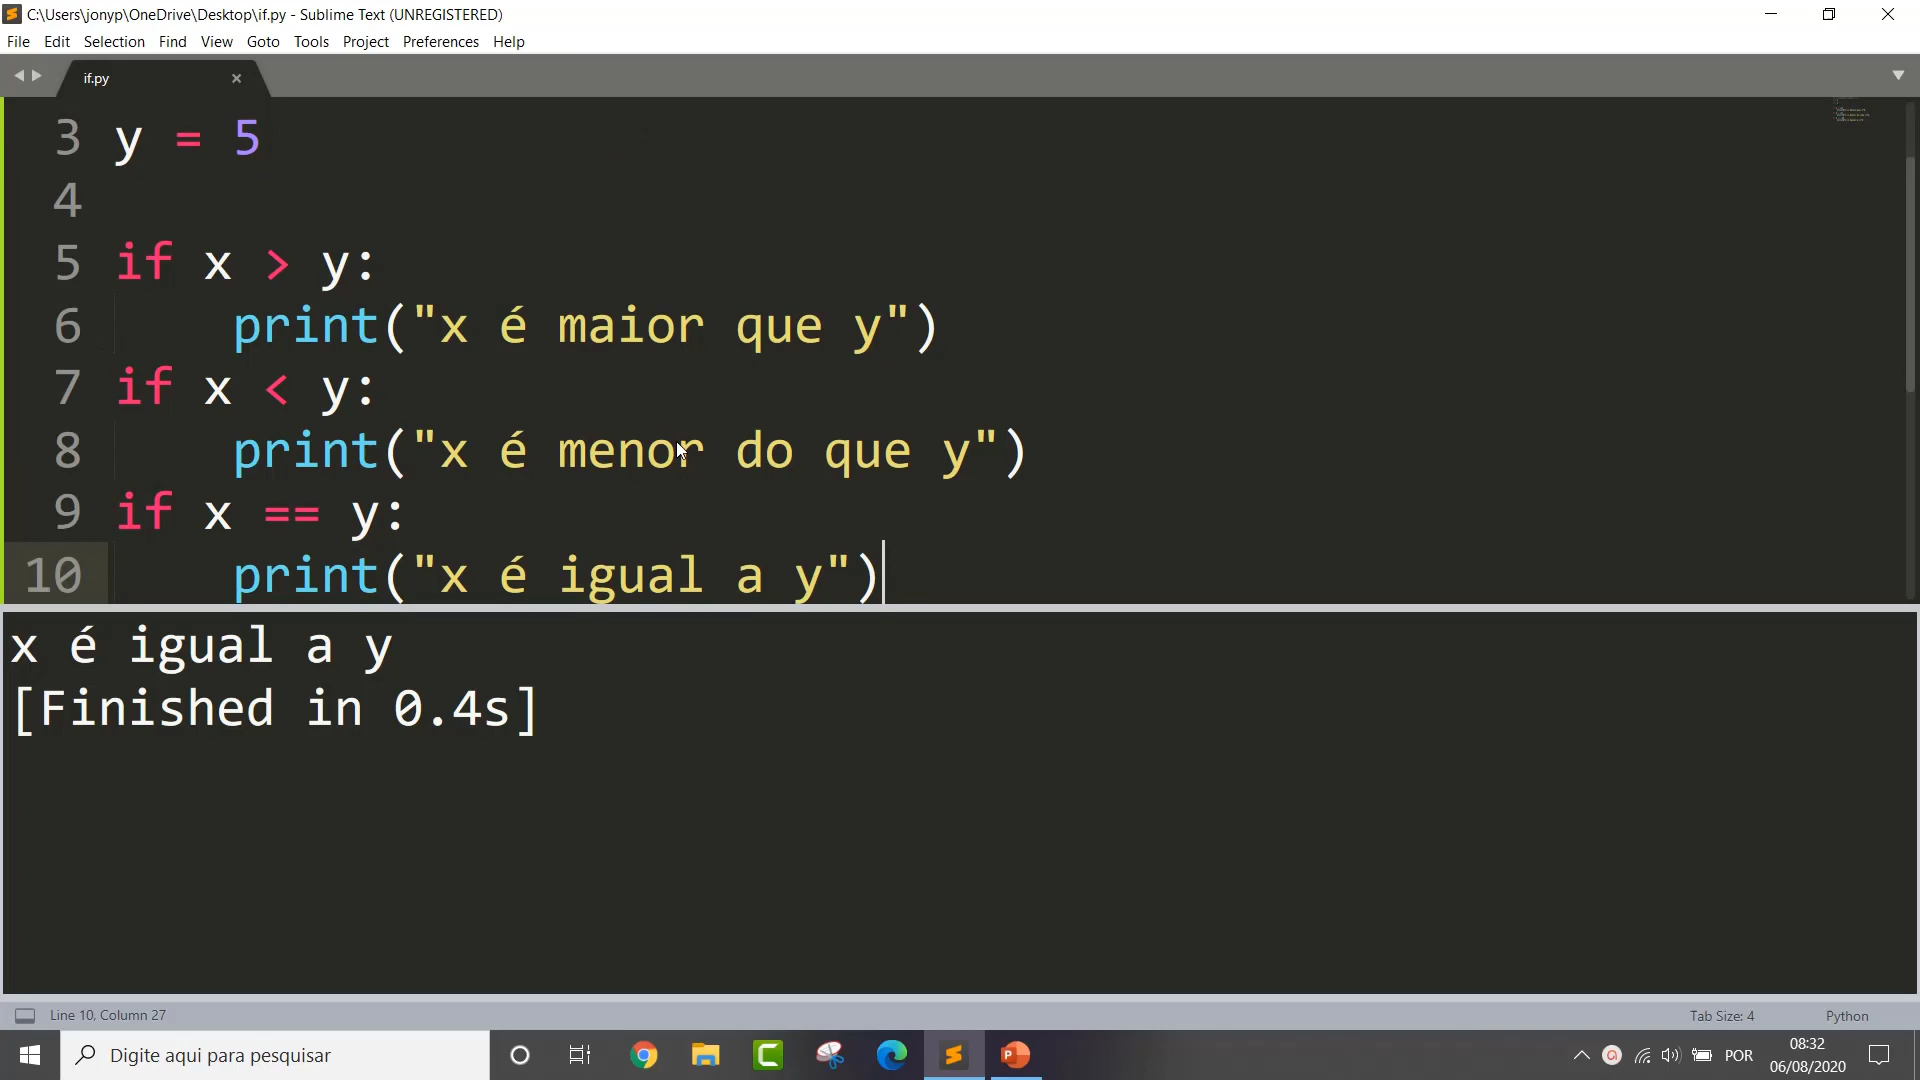 C:\Users\jonyp\OneDrive\Desktop\if.py - Sublime Text (UNREGISTERED)
File Edit Selection Find View Goto Tools Project Preferences Help
if.py
3 y = 5
4
5 if x > y:
6 print("x é maior que y")
7 if x < y:
8 print("x é menor do que y")
9 if x == y:
10 print("x é igual a y")
x é igual a y
[Finished in 0.4s]
Line 10, Column 27
Tab Size: 4
Python
Digite aqui para pesquisar
POR
08:32
06/08/2020